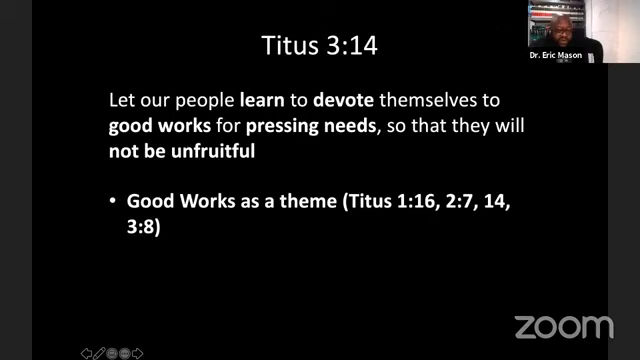 Titus 3:14
Dr. Eric Mason
Let our people learn to devote themselves to
good works for pressing needs, so that they will
not be unfruitful
• Good Works as a theme (Titus 1:16, 2:7, 14,
3:8)
zoom